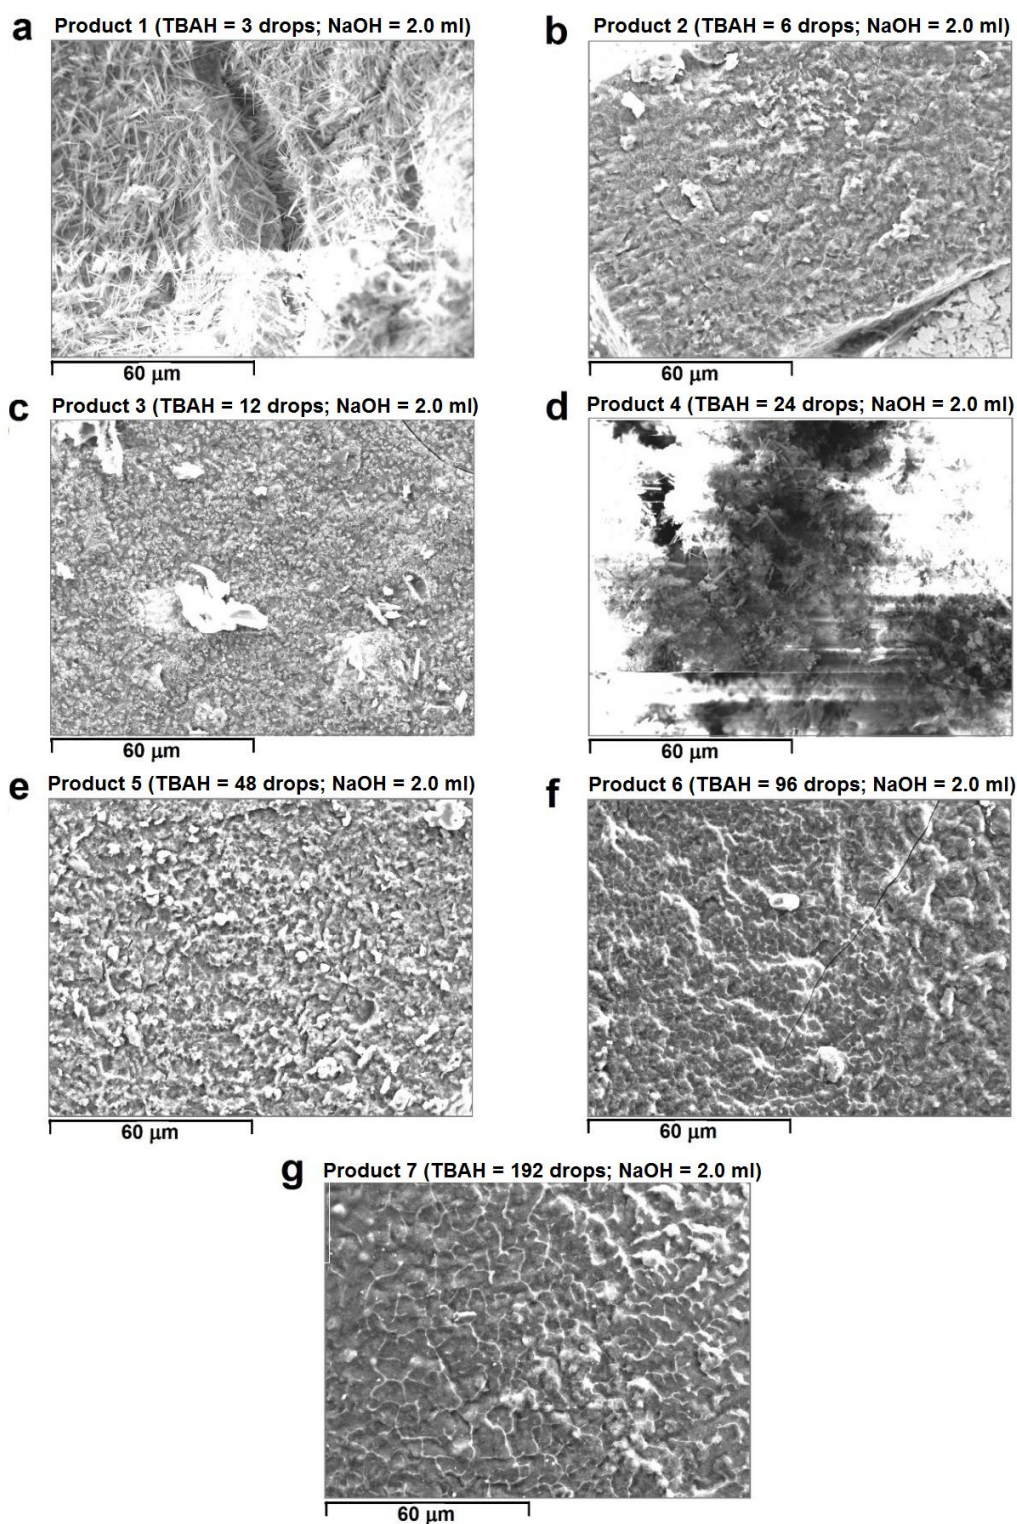 a Product 1 (TBAH = 3 drops; NaOH = 2.0 ml)
60 µm
b Product 2 (TBAH = 6 drops; NaOH = 2.0 ml)
60 µm
c Product 3 (TBAH = 12 drops; NaOH = 2.0 ml)
60 µm
d Product 4 (TBAH = 24 drops; NaOH = 2.0 ml)
60 µm
e Product 5 (TBAH = 48 drops; NaOH = 2.0 ml)
60 µm
f Product 6 (TBAH = 96 drops; NaOH = 2.0 ml)
60 µm
g Product 7 (TBAH = 192 drops; NaOH = 2.0 ml)
60 µm